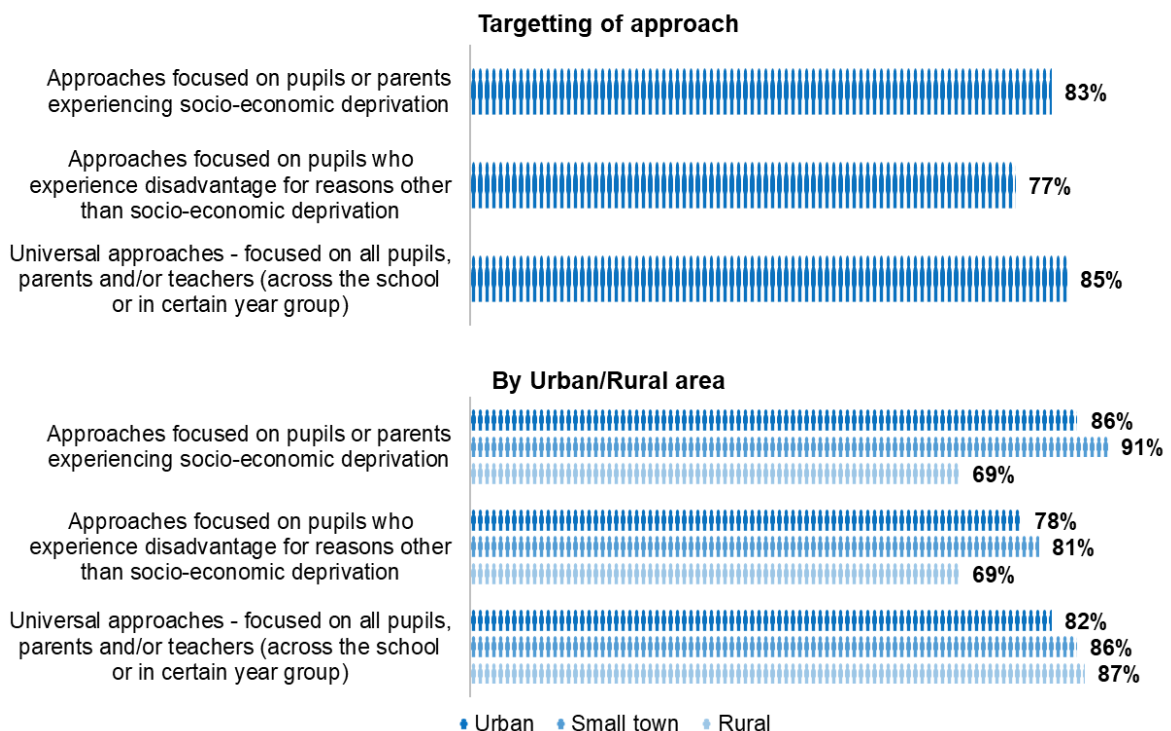 Targetting of approach
Approaches focused on pupils or parents
experiencing socio-economic deprivation
83%
Approaches focused on pupils who
experience disadvantage for reasons other
than socio-economic deprivation
77%
Universal approaches - focused on all pupils,
parents and/or teachers (across the school
or in certain year group)
85%
By Urban/Rural area
Approaches focused on pupils or parents
experiencing socio-economic deprivation
86%
91%
69%
Approaches focused on pupils who
experience disadvantage for reasons other
than socio-economic deprivation
78%
81%
69%
Universal approaches - focused on all pupils,
parents and/or teachers (across the school
or in certain year group)
82%
86%
87%
Urban Small town Rural